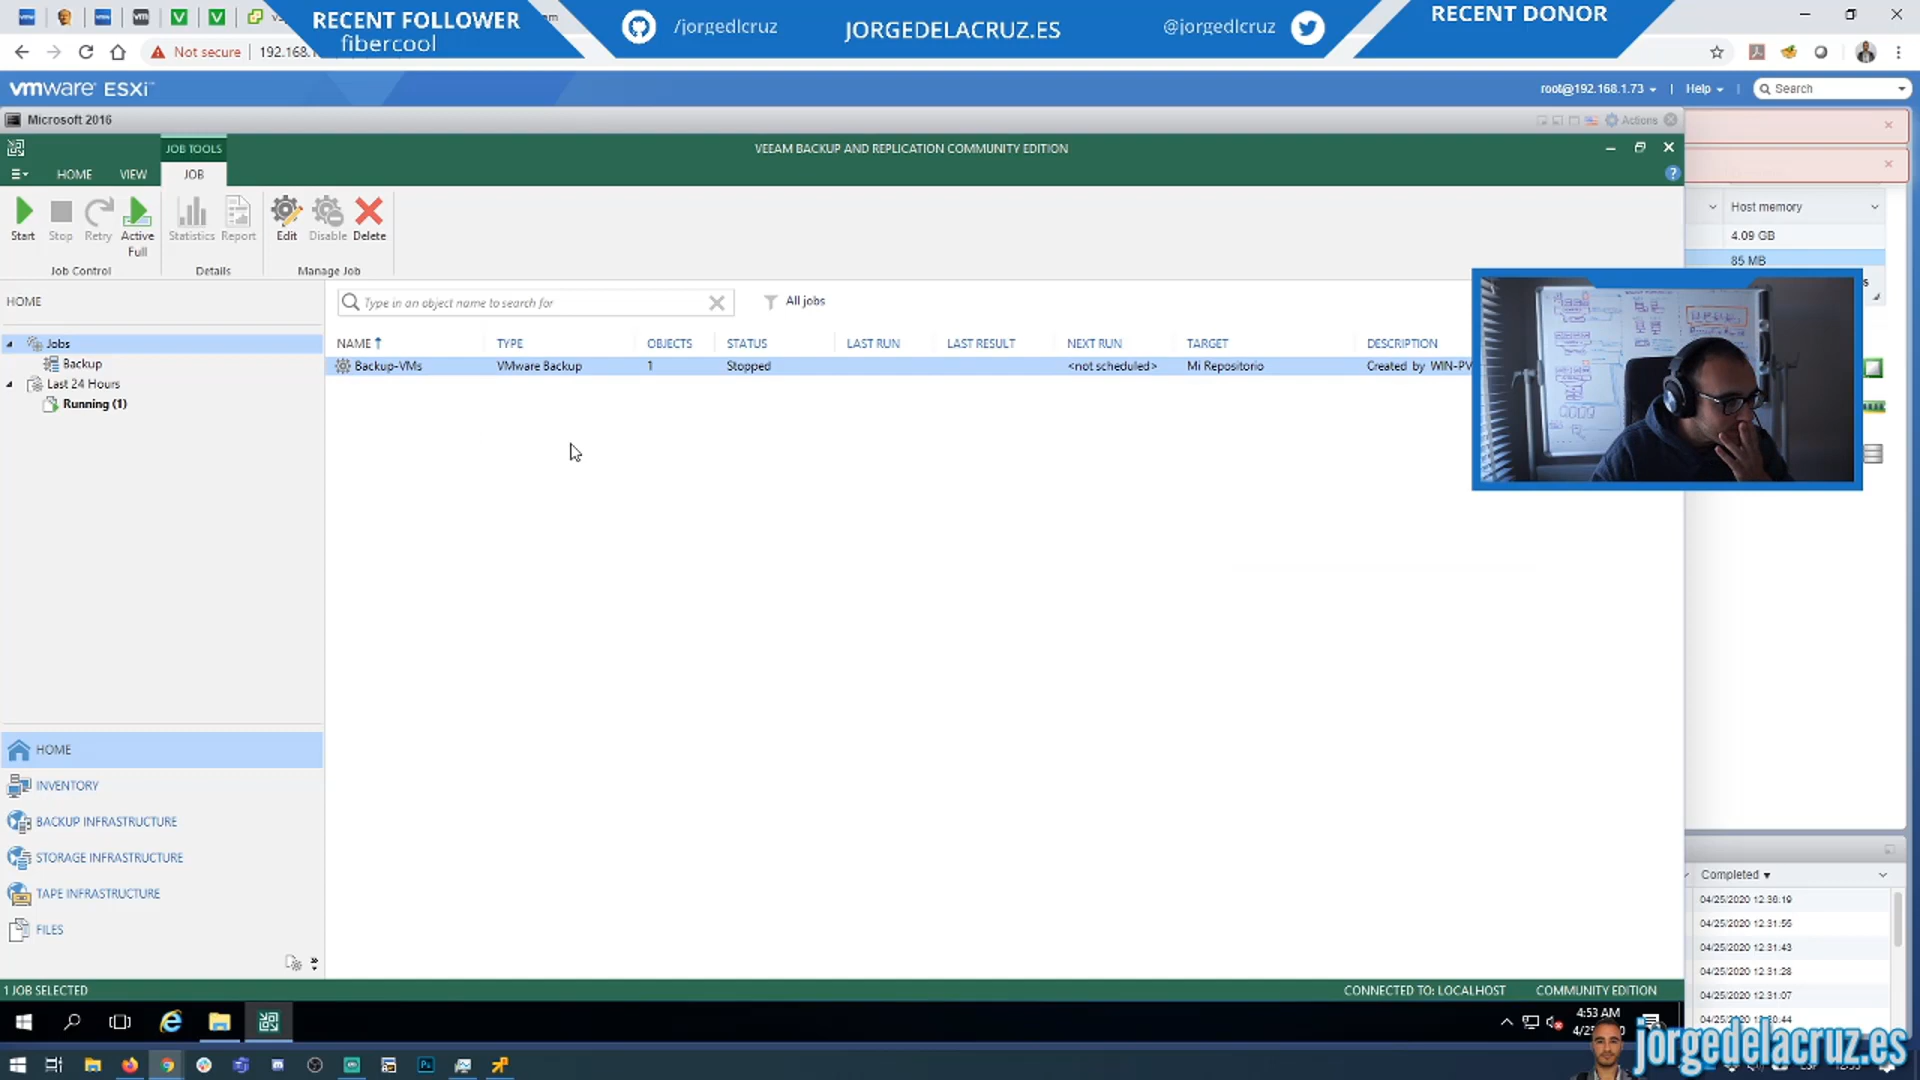 RECENT FOLLOWER
fibercool
/jorgedlcruz
JORGEDELACRUZ.ES
@jorgedlcruz
RECENT DONOR
Not secure
192.168.1
vmware ESXi
root@192.168.1.73
Help
Search
Microsoft 2016
Actions
JOB TOOLS
VEEAM BACKUP AND REPLICATION COMMUNITY EDITION
HOME
VIEW
JOB
Start
Stop
Retry
Active
Full
Statistics
Report
Edit
Disable
Delete
Job Control
Details
Manage Job
Host memory
4.09 GB
85 MB
HOME
Type in an object name to search for
All jobs
Jobs
Backup
Last 24 Hours
Running (1)
NAME
TYPE
OBJECTS
STATUS
LAST RUN
LAST RESULT
NEXT RUN
TARGET
DESCRIPTION
Backup-VMs
VMware Backup
1
Stopped
<not scheduled>
Mi Repositorio
Created by WIN-PV
HOME
INVENTORY
BACKUP INFRASTRUCTURE
STORAGE INFRASTRUCTURE
TAPE INFRASTRUCTURE
FILES
Completed
04/25/2020 12:36:19
04/25/2020 12:31:55
04/25/2020 12:31:43
04/25/2020 12:31:28
04/25/2020 12:31:07
1 JOB SELECTED
CONNECTED TO: LOCALHOST
COMMUNITY EDITION
4:53 AM
jorgedelacruz.es